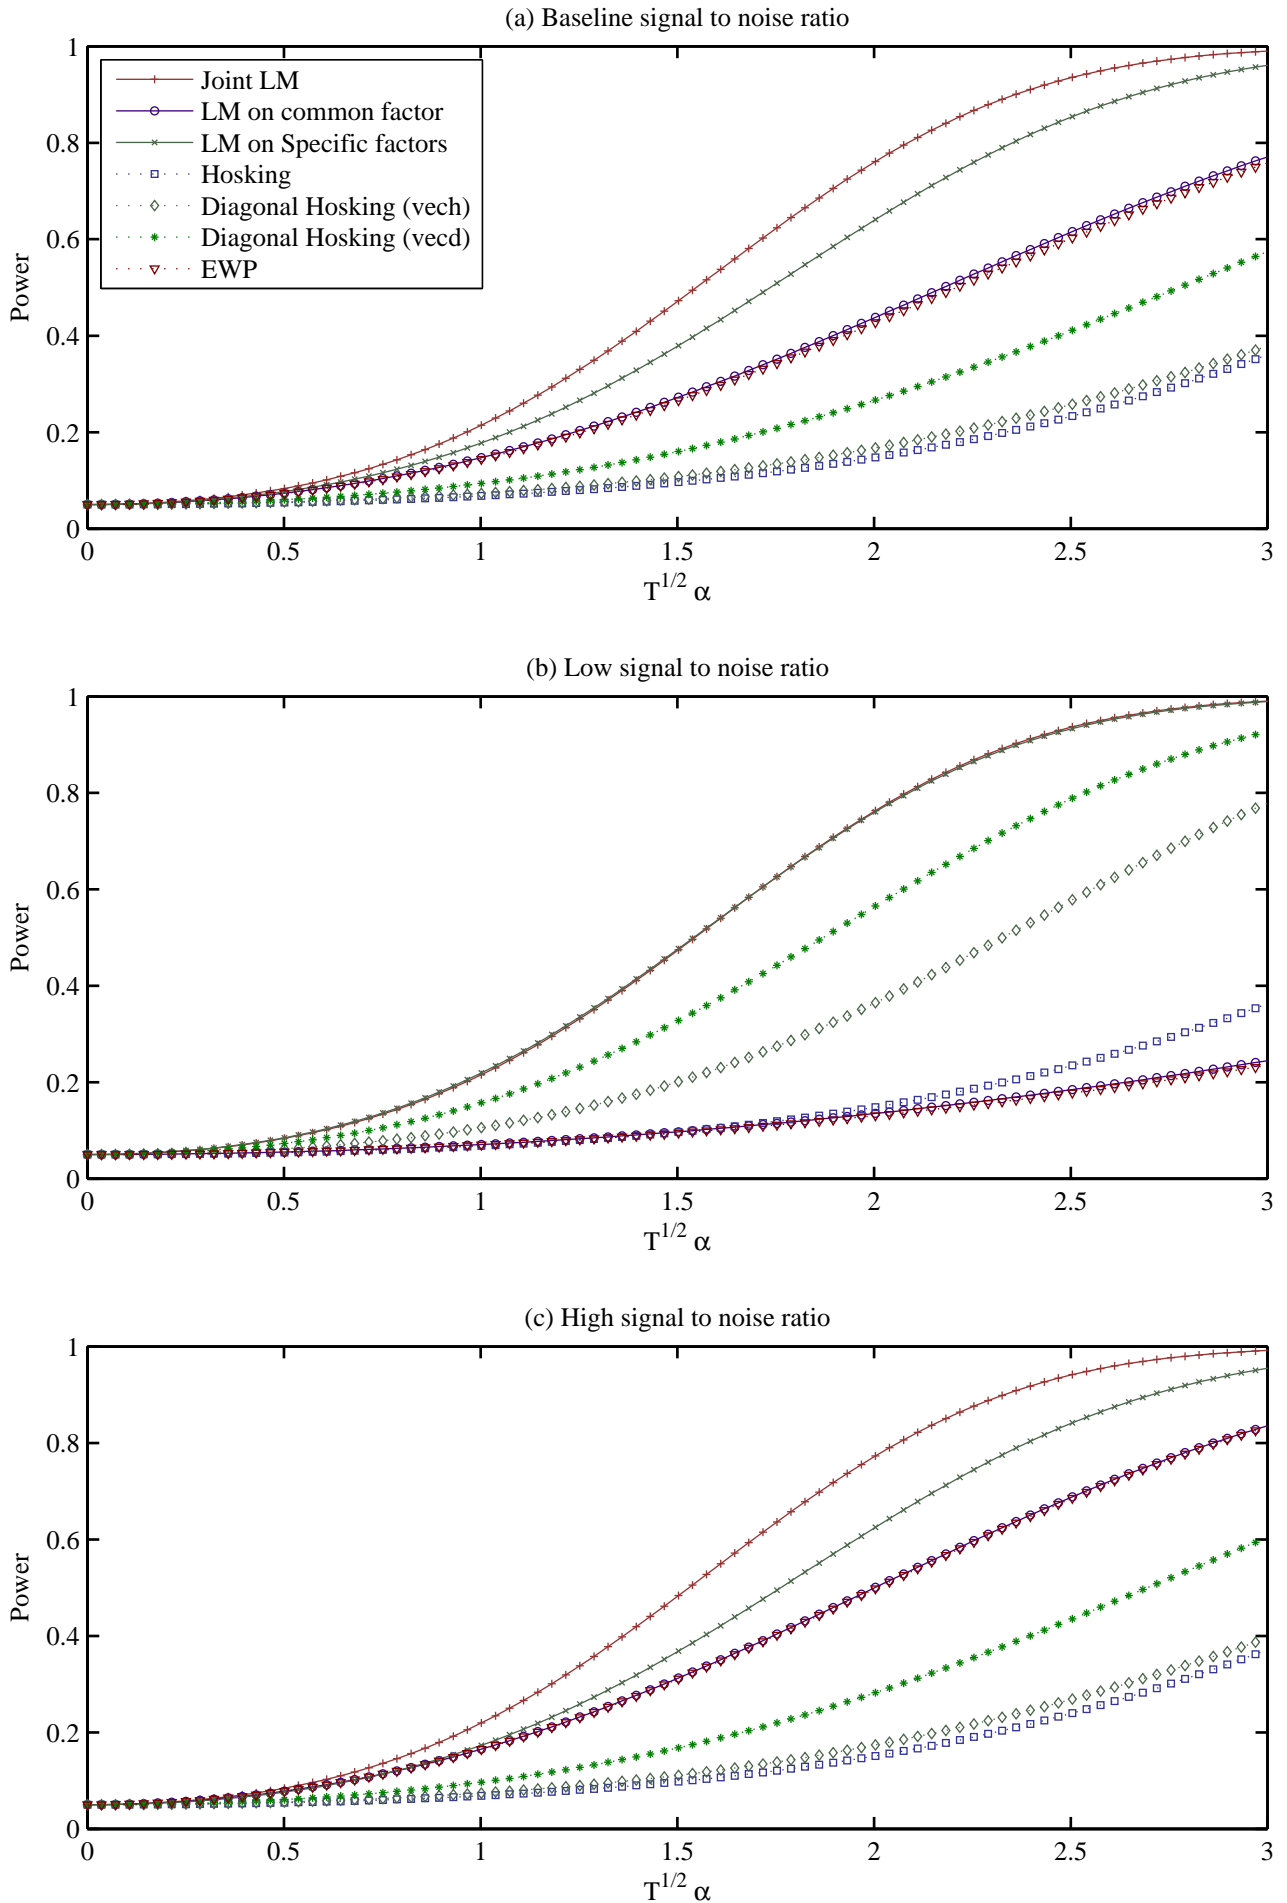 (a) Baseline signal to noise ratio
1
0.8
0.6
0.4
0.2
0
Power
Joint LM
LM on common factor
LM on Specific factors
Hosking
Diagonal Hosking (vech)
Diagonal Hosking (vecd)
EWP
0 0.5 1 1.5 2 2.5 3
T^{1/2} α
(b) Low signal to noise ratio
1
0.8
0.6
0.4
0.2
0
Power
0 0.5 1 1.5 2 2.5 3
T^{1/2} α
(c) High signal to noise ratio
1
0.8
0.6
0.4
0.2
0
Power
0 0.5 1 1.5 2 2.5 3
T^{1/2} α